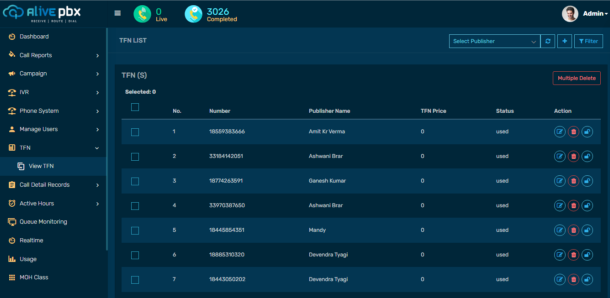 ALivePBX
RECEIVE | ROUTE | DIAL
0
Live
3026
Completed
Admin
Dashboard
Call Reports
Campaign
IVR
Phone System
Manage Users
TFN
View TFN
Call Detail Records
Active Hours
Queue Monitoring
Realtime
Usage
MOH Class
TFN LIST
Select Publisher
Filter
TFN (S)
Multiple Delete
Selected: 0
No. Number Publisher Name TFN Price Status Action
1 18559383666 Amit Kr Verma 0 used
2 33184142051 Ashwani Brar 0 used
3 18774263591 Ganesh Kumar 0 used
4 33970387650 Ashwani Brar 0 used
5 18445854351 Mandy 0 used
6 18885310320 Devendra Tyagi 0 used
7 18443050202 Devendra Tyagi 0 used